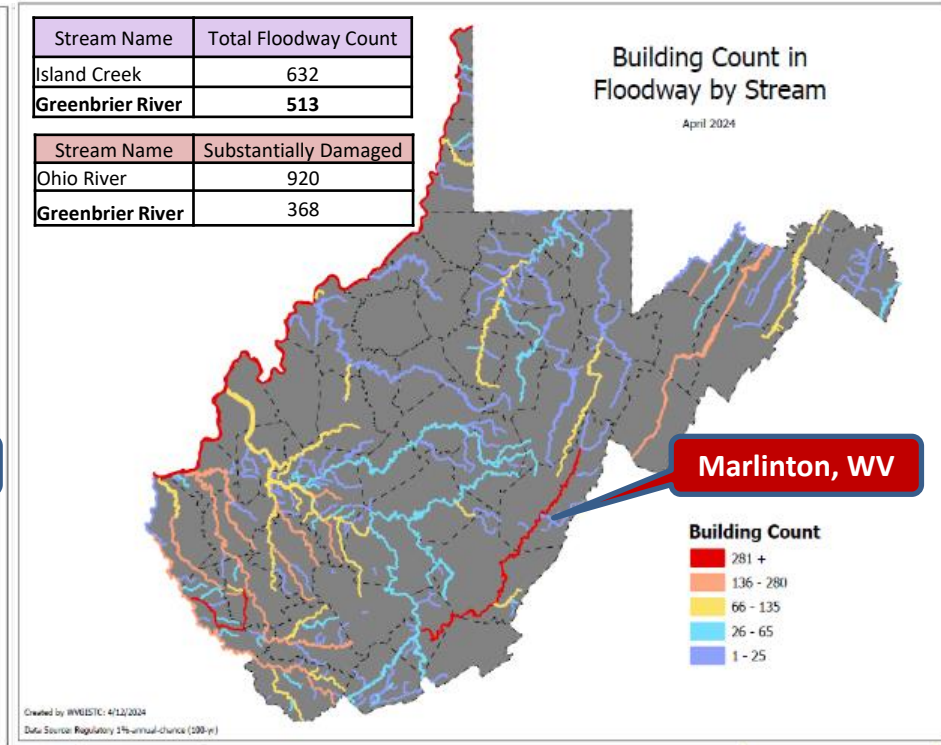 Stream Name Total Floodway Count
Island Creek 632
Greenbrier River 513
Stream Name Substantially Damaged
Ohio River 920
Greenbrier River 368
Building Count in
Floodway by Stream
April 2024
Marlinton, WV
Building Count
281 +
136 - 280
66 - 135
26 - 65
1 - 25
Created by WVGISTC: 4/12/2024
Data Source: Regulatory 1%-annual-chance (100-yr)